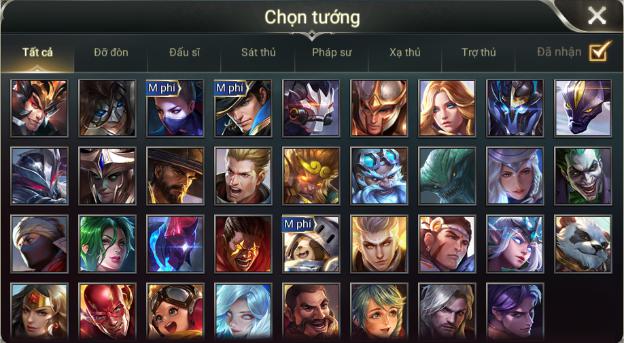 Chọn tướng
Tất cả Đỡ đòn Đấu sĩ Sát thủ Pháp sư Xạ thủ Trợ thủ Đã nhận
M phí M phí
M phí